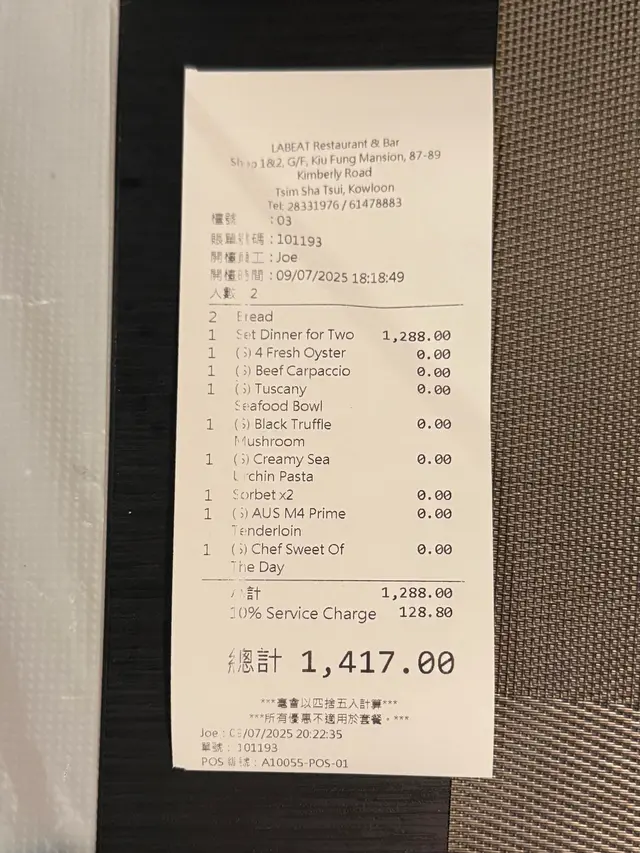 LABEAT Restaurant & Bar
Shop 1&2, G/F, Kiu Fung Mansion, 87-89
Kimberly Road
Tsim Sha Tsui, Kowloon
Tel: 28331976 / 61478883
檯號 : 03
賬單號碼 : 101193
開檯員工 : Joe
開檯時間 : 09/07/2025 18:18:49
人數 2
2 Bread
1 Set Dinner for Two 1,288.00
1 (S) 4 Fresh Oyster 0.00
1 (S) Beef Carpaccio 0.00
1 (S) Tuscany 0.00
Seafood Bowl
1 (S) Black Truffle 0.00
Mushroom
1 (S) Creamy Sea 0.00
Urchin Pasta
1 Sorbet x2 0.00
1 (S) AUS M4 Prime 0.00
Tenderloin
1 (S) Chef Sweet Of 0.00
The Day
小計 1,288.00
10% Service Charge 128.80
總計 1,417.00
***毫會以四捨五入計算***
***所有優惠不適用於套餐。***
Joe : 09/07/2025 20:22:35
單號 : 101193
POS 編號 : A10055-POS-01